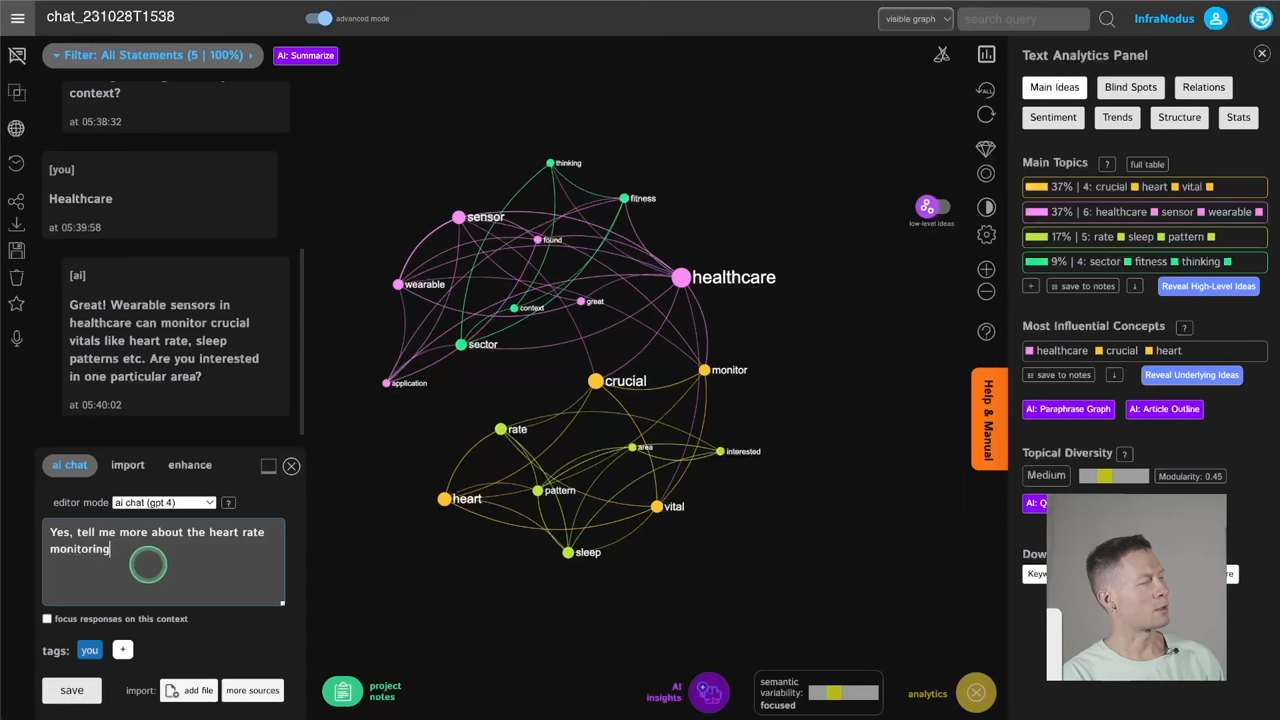 chat_231028T1538
advanced mode
visible graph
search query
InfraNodus
Filter: All Statements (5 | 100%)
AI: Summarize
context?
at 05:38:32
[you]
Healthcare
at 05:39:58
[ai]
Great! Wearable sensors in
healthcare can monitor crucial
vitals like heart rate, sleep
patterns etc. Are you interested
in one particular area?
at 05:40:02
ai chat
import
enhance
editor mode
ai chat (gpt 4)
?
Yes, tell me more about the heart rate
monitoring
focus responses on this context
tags:
you
+
save
import:
add file
more sources
thinking
fitness
sensor
found
healthcare
wearable
context
great
sector
application
crucial
monitor
rate
area
interested
pattern
heart
vital
sleep
project
notes
AI
insights
semantic
variability:
focused
analytics
ALL
low-level ideas
Help & Manual
Text Analytics Panel
Main Ideas
Blind Spots
Relations
Sentiment
Trends
Structure
Stats
Main Topics
?
full table
37% | 4: crucial heart vital
37% | 6: healthcare sensor wearable
17% | 5: rate sleep pattern
9% | 4: sector fitness thinking
+
save to notes
↓
Reveal High-Level Ideas
Most Influential Concepts
?
healthcare crucial heart
save to notes
↓
Reveal Underlying Ideas
AI: Paraphrase Graph
AI: Article Outline
Topical Diversity
?
Medium
Modularity: 0.45